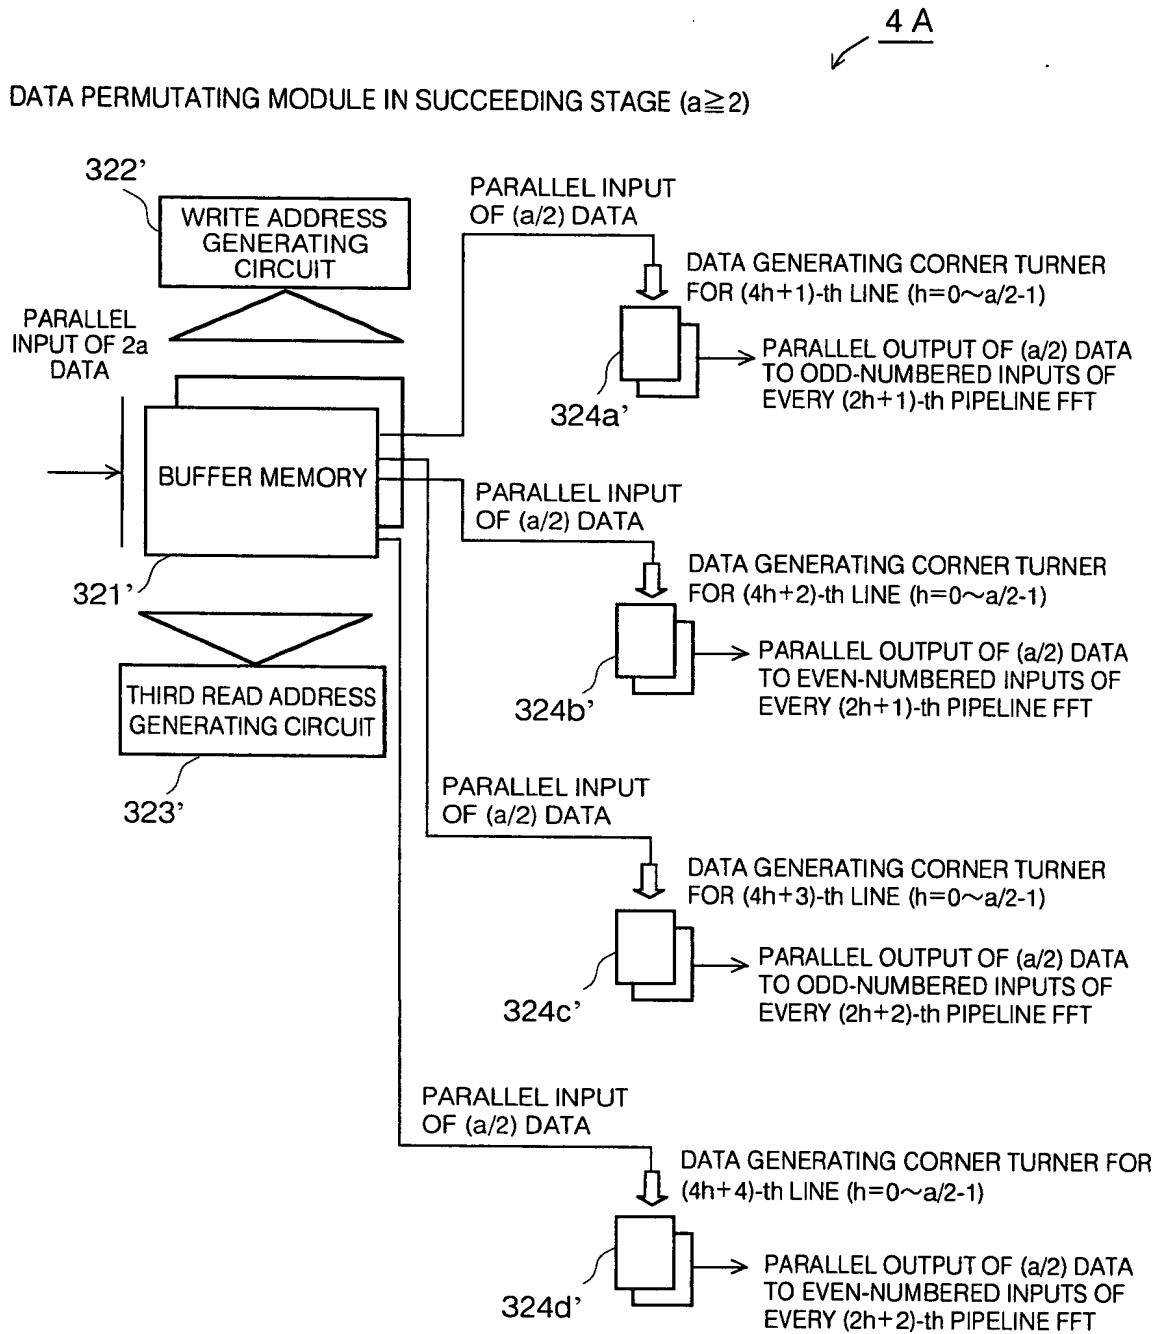 4 A
DATA PERMUTATING MODULE IN SUCCEEDING STAGE (a≧2)
322’
WRITE ADDRESS
GENERATING
CIRCUIT
PARALLEL
INPUT OF 2a
DATA
BUFFER MEMORY
321’
THIRD READ ADDRESS
GENERATING CIRCUIT
323’
PARALLEL INPUT
OF (a/2) DATA
DATA GENERATING CORNER TURNER
FOR (4h+1)-th LINE (h=0～a/2-1)
324a’
PARALLEL OUTPUT OF (a/2) DATA
TO ODD-NUMBERED INPUTS OF
EVERY (2h+1)-th PIPELINE FFT
PARALLEL INPUT
OF (a/2) DATA
DATA GENERATING CORNER TURNER
FOR (4h+2)-th LINE (h=0～a/2-1)
324b’
PARALLEL OUTPUT OF (a/2) DATA
TO EVEN-NUMBERED INPUTS OF
EVERY (2h+1)-th PIPELINE FFT
PARALLEL INPUT
OF (a/2) DATA
DATA GENERATING CORNER TURNER
FOR (4h+3)-th LINE (h=0～a/2-1)
324c’
PARALLEL OUTPUT OF (a/2) DATA
TO ODD-NUMBERED INPUTS OF
EVERY (2h+2)-th PIPELINE FFT
PARALLEL INPUT
OF (a/2) DATA
DATA GENERATING CORNER TURNER FOR
(4h+4)-th LINE (h=0～a/2-1)
324d’
PARALLEL OUTPUT OF (a/2) DATA
TO EVEN-NUMBERED INPUTS OF
EVERY (2h+2)-th PIPELINE FFT